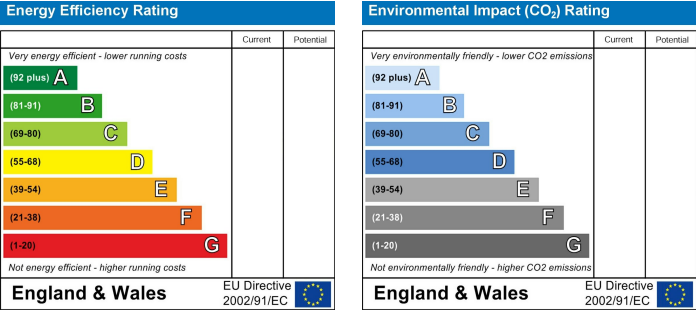 Energy Efficiency Rating
Current Potential
Very energy efficient - lower running costs
(92 plus) A
(81-91) B
(69-80) C
(55-68) D
(39-54) E
(21-38) F
(1-20) G
Not energy efficient - higher running costs
England & Wales
EU Directive
2002/91/EC
Environmental Impact (CO₂) Rating
Current Potential
Very environmentally friendly - lower CO2 emissions
(92 plus) A
(81-91) B
(69-80) C
(55-68) D
(39-54) E
(21-38) F
(1-20) G
Not environmentally friendly - higher CO2 emissions
England & Wales
EU Directive
2002/91/EC